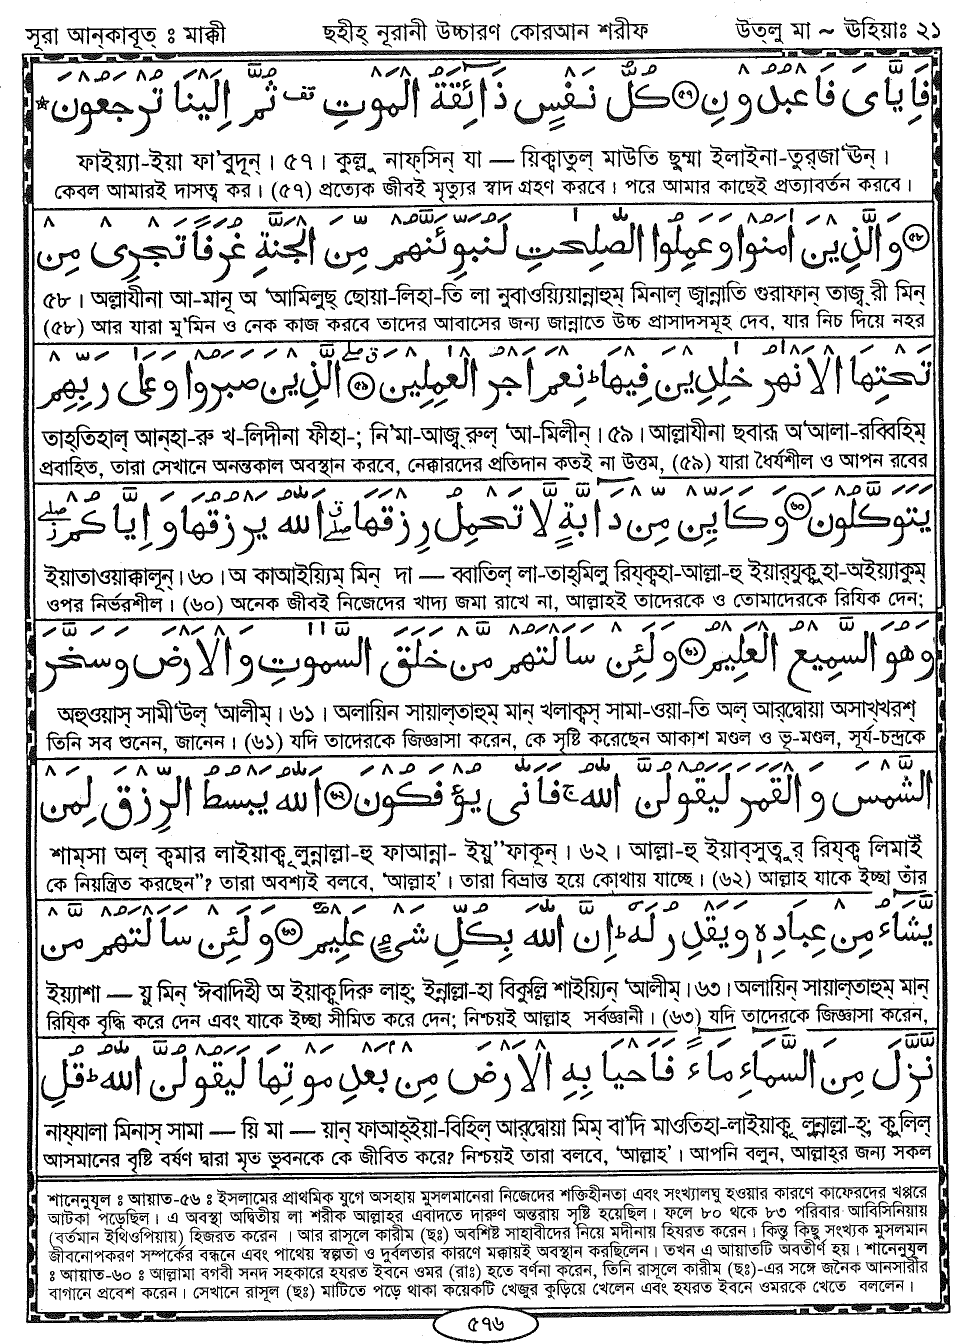 সূরা আন্‌কাবূত্ : মাক্কী ছহীহ্ নূরানী উচ্চারণ কোরআন শরীফ উত্‌লু মা ~ ঊহিয়াঃ ২১
فَإِيَّايَ فَاعْبُدُونِ ﴿٥٦﴾ كُلُّ نَفْسٍ ذَائِقَةُ الْمَوْتِ ثُمَّ إِلَيْنَا تُرْجَعُونَ
ফাইয়্যা-ইয়া ফা'বুদূন্। ৫৭। কুল্লু নাফ্‌সিন্ যা — য়িক্বাতুল্ মাউতি ছুম্মা ইলাইনা-তুর্‌জা'ঊন্।
কেবল আমারই দাসত্ব কর। (৫৭) প্রত্যেক জীবই মৃত্যুর স্বাদ গ্রহণ করবে। পরে আমার কাছেই প্রত্যাবর্তন করবে।
﴿٥٨﴾ وَالَّذِينَ آمَنُوا وَعَمِلُوا الصّٰلِحٰتِ لَنُبَوِّئَنَّهُمْ مِنَ الْجَنَّةِ غُرَفًا تَجْرِي مِنْ
৫৮। অল্লাযীনা আ-মানূ অ 'আমিলুছ্ ছোয়া-লিহা-তি লা নুবাওয়্যিয়ান্নাহুম্ মিনাল্ জ্বান্নাতি গুরাফান্ তাজ্ব্‌রী মিন্
(৫৮) আর যারা মু'মিন ও নেক কাজ করবে তাদের আবাসের জন্য জান্নাতে উচ্চ প্রাসাদসমূহ দেব, যার নিচ দিয়ে নহর
تَحْتِهَا الْأَنْهٰرُ خٰلِدِينَ فِيهَا نِعْمَ أَجْرُ الْعٰمِلِينَ ﴿٥٩﴾ الَّذِينَ صَبَرُوا وَعَلٰى رَبِّهِمْ
তাহ্‌তিহাল্ আন্‌হা-রু খ-লিদীনা ফীহা-; নি'মা-আজ্ব্‌রুল্ 'আ-মিলীন্। ৫৯। আল্লাযীনা ছবারূ অ'আলা-রব্বিহিম্
প্রবাহিত, তারা সেখানে অনন্তকাল অবস্থান করবে, নেক্কারদের প্রতিদান কতই না উত্তম, (৫৯) যারা ধৈর্যশীল ও আপন রবের
يَتَوَكَّلُونَ ﴿٦٠﴾ وَكَأَيِّنْ مِنْ دَابَّةٍ لَا تَحْمِلُ رِزْقَهَا اللّٰهُ يَرْزُقُهَا وَإِيَّاكُمْ
ইয়াতাওয়াক্কালূন্। ৬০। অ কাআইয়্যিম্ মিন্ দা — ব্বাতিল্ লা-তাহ্‌মিলু রিয্‌ক্বহা-আল্লা-হু ইয়ার্‌যুকুহা-অইয়্যাকুম্
ওপর নির্ভরশীল। (৬০) অনেক জীবই নিজেদের খাদ্য জমা রাখে না, আল্লাহই তাদেরকে ও তোমাদেরকে রিযিক দেন;
وَهُوَ السَّمِيعُ الْعَلِيمُ ﴿٦١﴾ وَلَئِنْ سَأَلْتَهُمْ مَنْ خَلَقَ السَّمٰوٰتِ وَالْأَرْضَ وَسَخَّرَ
অহুওয়াস্ সামী'উল্ 'আলীম্। ৬১। অলায়িন্ সায়াল্‌তাহুম্ মান্ খলাক্বস্ সামা-ওয়া-তি অল্ আর্‌দ্বোয়া অসাখ্‌খরশ্
তিনি সব শুনেন, জানেন। (৬১) যদি তাদেরকে জিজ্ঞাসা করেন, কে সৃষ্টি করেছেন আকাশ মণ্ডল ও ভূ-মণ্ডল, সূর্য-চন্দ্রকে
الشَّمْسَ وَالْقَمَرَ لَيَقُولُنَّ اللّٰهُ فَأَنّٰى يُؤْفَكُونَ ﴿٦٢﴾ اللّٰهُ يَبْسُطُ الرِّزْقَ لِمَنْ
শাম্‌সা অল্ ক্বমার লাইয়াকূ লুন্নাল্লা-হু ফাআন্না- ইয়ু''ফাকূন্। ৬২। আল্লা-হু ইয়াব্‌সুত্বুর্ রিয্‌ক্ব লিমাইঁ
কে নিয়ন্ত্রিত করছেন"? তারা অবশ্যই বলবে, 'আল্লাহ'। তারা বিভ্রান্ত হয়ে কোথায় যাচ্ছে। (৬২) আল্লাহ যাকে ইচ্ছা তাঁর
يَشَاءُ مِنْ عِبَادِهِ وَيَقْدِرُ لَهُ إِنَّ اللّٰهَ بِكُلِّ شَيْءٍ عَلِيمٌ ﴿٦٣﴾ وَلَئِنْ سَأَلْتَهُمْ مَنْ
ইয়্যাশা — য়ু মিন্ 'ঈবাদিহী অ ইয়াকু্দিরু লাহ্; ইন্নাল্লা-হা বিকুল্লি শাইয়্যিন্ 'আলীম্। ৬৩। অলায়িন্ সায়াল্‌তাহুম্ মান্
রিযিক বৃদ্ধি করে দেন এবং যাকে ইচ্ছা সীমিত করে দেন; নিশ্চয়ই আল্লাহ সর্বজ্ঞানী। (৬৩) যদি তাদেরকে জিজ্ঞাসা করেন,
نَزَّلَ مِنَ السَّمَاءِ مَاءً فَأَحْيَا بِهِ الْأَرْضَ مِنْ بَعْدِ مَوْتِهَا لَيَقُولُنَّ اللّٰهُ قُلِ
নায্‌যালা মিনাস্ সামা — য়ি মা — য়ান্ ফাআহ্‌ইয়া-বিহিল্ আর্‌দ্বোয়া মিম্ বা'দি মাওতিহা-লাইয়াকূ লুন্নাল্লা-হ্; কুলিল্
আসমানের বৃষ্টি বর্ষণ দ্বারা মৃত ভুবনকে কে জীবিত করে? নিশ্চয়ই তারা বলবে, 'আল্লাহ'। আপনি বলুন, আল্লাহ্‌র জন্য সকল
শানেনুযূল : আয়াত-৫৬ : ইসলামের প্রাথমিক যুগে অসহায় মুসলমানেরা নিজেদের শক্তিহীনতা এবং সংখ্যালঘু হওয়ার কারণে কাফেরদের খপ্পরে
আটকা পড়েছিল। এ অবস্থা অদ্বিতীয় লা শরীক আল্লাহর এবাদতে দারুণ অন্তরায় সৃষ্টি হয়েছিল। ফলে ৮০ থকে ৮৩ পরিবার আবিসিনিয়ায়
(বর্তমান ইথিওপিয়ায়) হিজরত করেন । আর রাসূলে কারীম (ছঃ) অবশিষ্ট সাহাবীদের নিয়ে মদীনায় হিযরত করেন। কিন্তু কিছু সংখ্যক মুসলমান
জীবনোপকরণ সম্পর্কের বন্ধনে এবং পাথেয় স্বল্পতা ও দুর্বলতার কারণে মক্কায়ই অবস্থান করছিলেন। তখন এ আয়াতটি অবতীর্ণ হয়। শানেনুযূল
: আয়াত-৬০ : আল্লামা বগবী সনদ সহকারে হযরত ইবনে ওমর (রাঃ) হতে বর্ণনা করেন, তিনি রাসূলে কারীম (ছঃ)-এর সঙ্গে জনৈক আনসারীর
বাগানে প্রবেশ করেন। সেখানে রাসূল (ছঃ) মাটিতে পড়ে থাকা কয়েকটি খেজুর কুড়িয়ে খেলেন এবং হযরত ইবনে ওমরকে খেতে বললেন।
৫৭৬